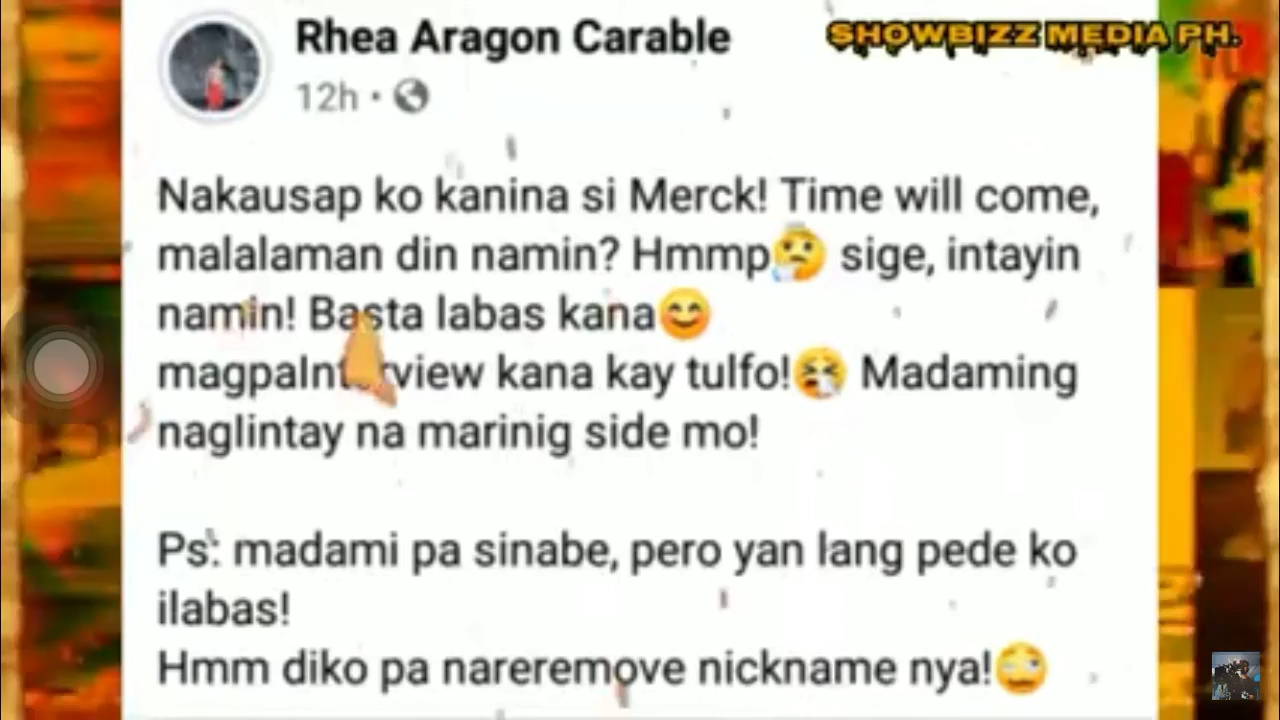 Rhea Aragon Carable
SHOWBIZZ MEDIA PH.
12h
Nakausap ko kanina si Merck! Time will come,
malalaman din namin? Hmmp🤔 sige, intayin
namin! Basta labas kana😊
magpaInterview kana kay tulfo!😝 Madaming
naglintay na marinig side mo!
Ps: madami pa sinabe, pero yan lang pede ko
ilabas!
Hmm diko pa nareremove nickname nya!🥴